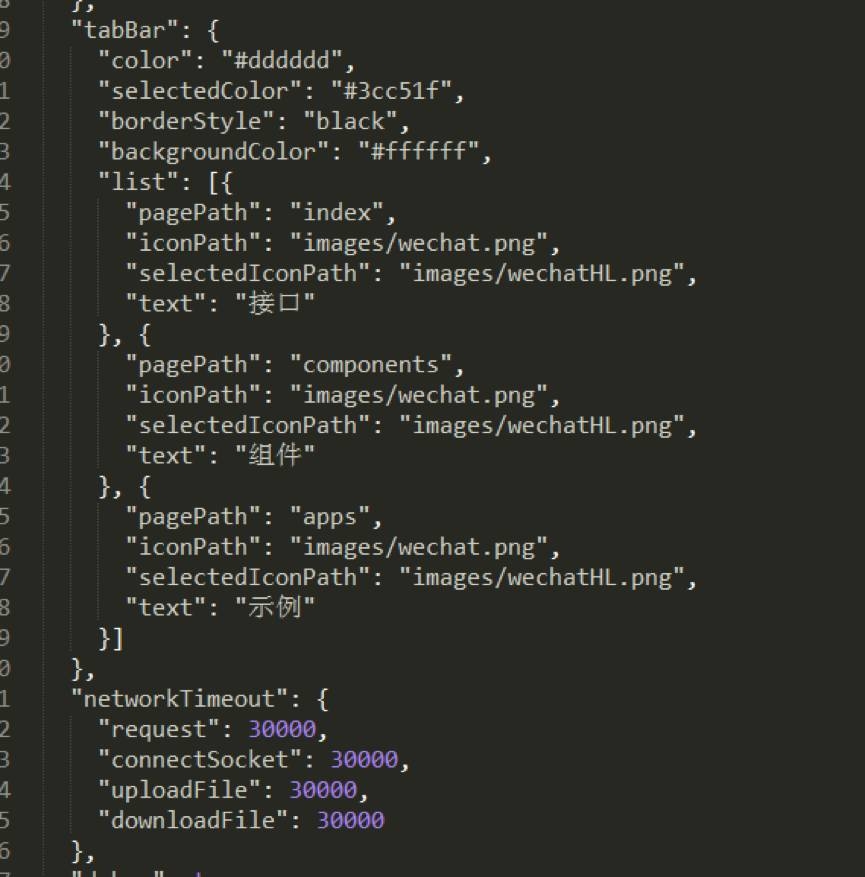 },
9 "tabBar": {
0 "color": "#dddddd",
1 "selectedColor": "#3cc51f",
2 "borderStyle": "black",
3 "backgroundColor": "#ffffff",
4 "list": [{
5 "pagePath": "index",
6 "iconPath": "images/wechat.png",
7 "selectedIconPath": "images/wechatHL.png",
8 "text": "接口"
9 }, {
0 "pagePath": "components",
1 "iconPath": "images/wechat.png",
2 "selectedIconPath": "images/wechatHL.png",
3 "text": "组件"
4 }, {
5 "pagePath": "apps",
6 "iconPath": "images/wechat.png",
7 "selectedIconPath": "images/wechatHL.png",
8 "text": "示例"
9 }]
0 },
1 "networkTimeout": {
2 "request": 30000,
3 "connectSocket": 30000,
4 "uploadFile": 30000,
5 "downloadFile": 30000
6 },